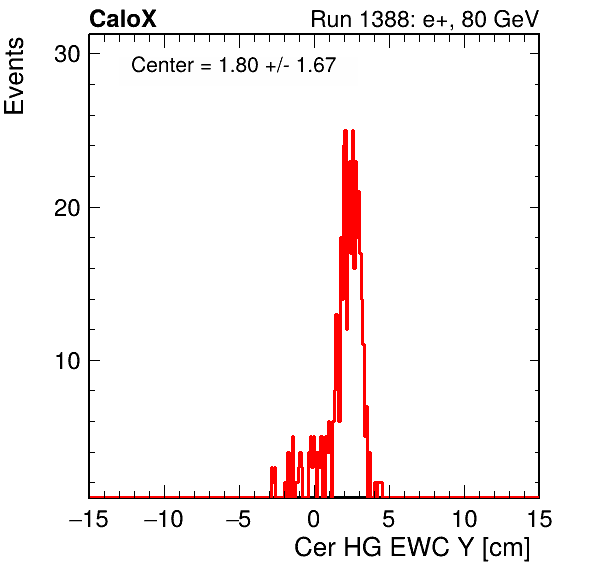 CaloX Run 1388: e+, 80 GeV
Center = 1.80 +/- 1.67
Events
30
20
10
−15 −10 −5 0 5 10 15
Cer HG EWC Y [cm]